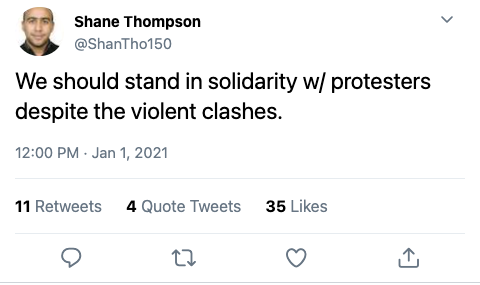 Shane Thompson
@ShanTho150
We should stand in solidarity w/ protesters
despite the violent clashes.
12:00 PM · Jan 1, 2021
11 Retweets 4 Quote Tweets 35 Likes